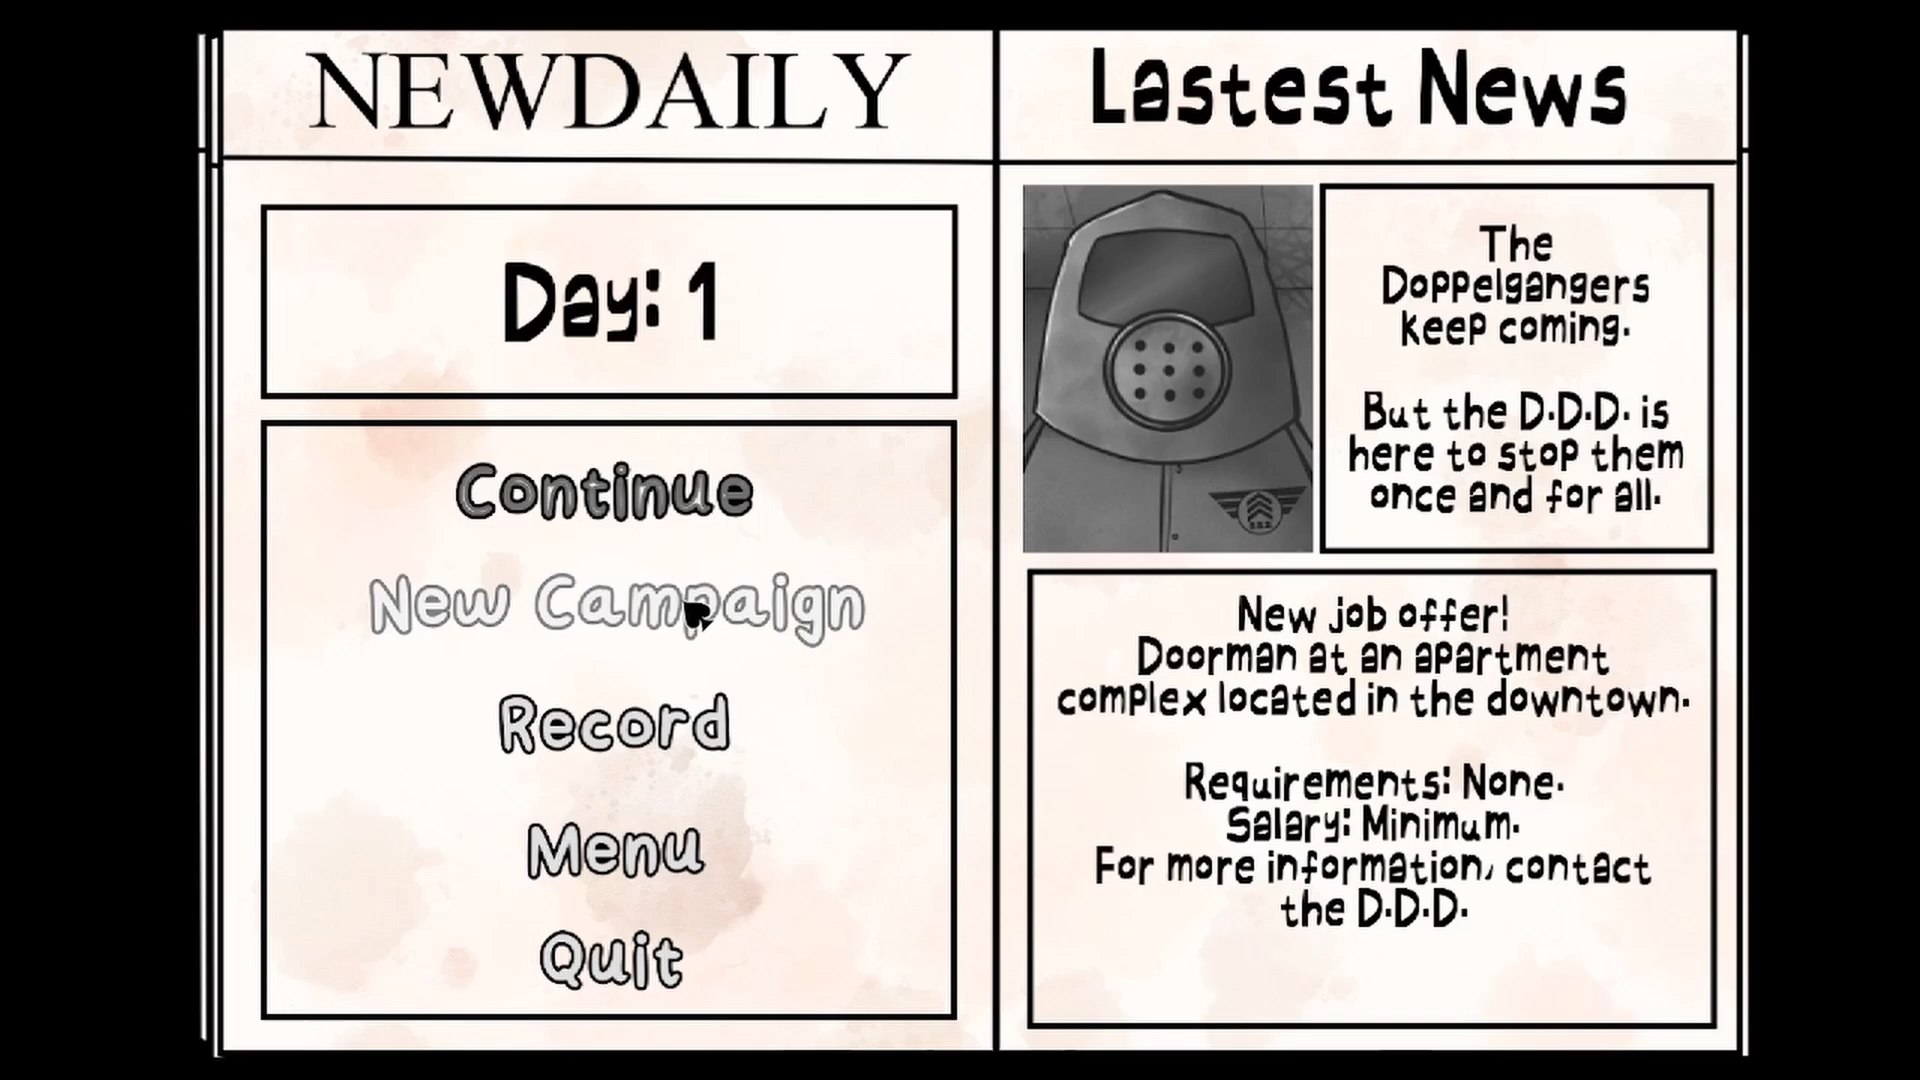 NEWDAILY
Day: 1
Continue
New Campaign
Record
Menu
Quit
Lastest News
The
Doppelgangers
keep coming.
But the D.D.D. is
here to stop them
once and for all.
D.D.D.
New job offer!
Doorman at an apartment
complex located in the downtown.
Requirements: None.
Salary: Minimum.
For more information, contact
the D.D.D.